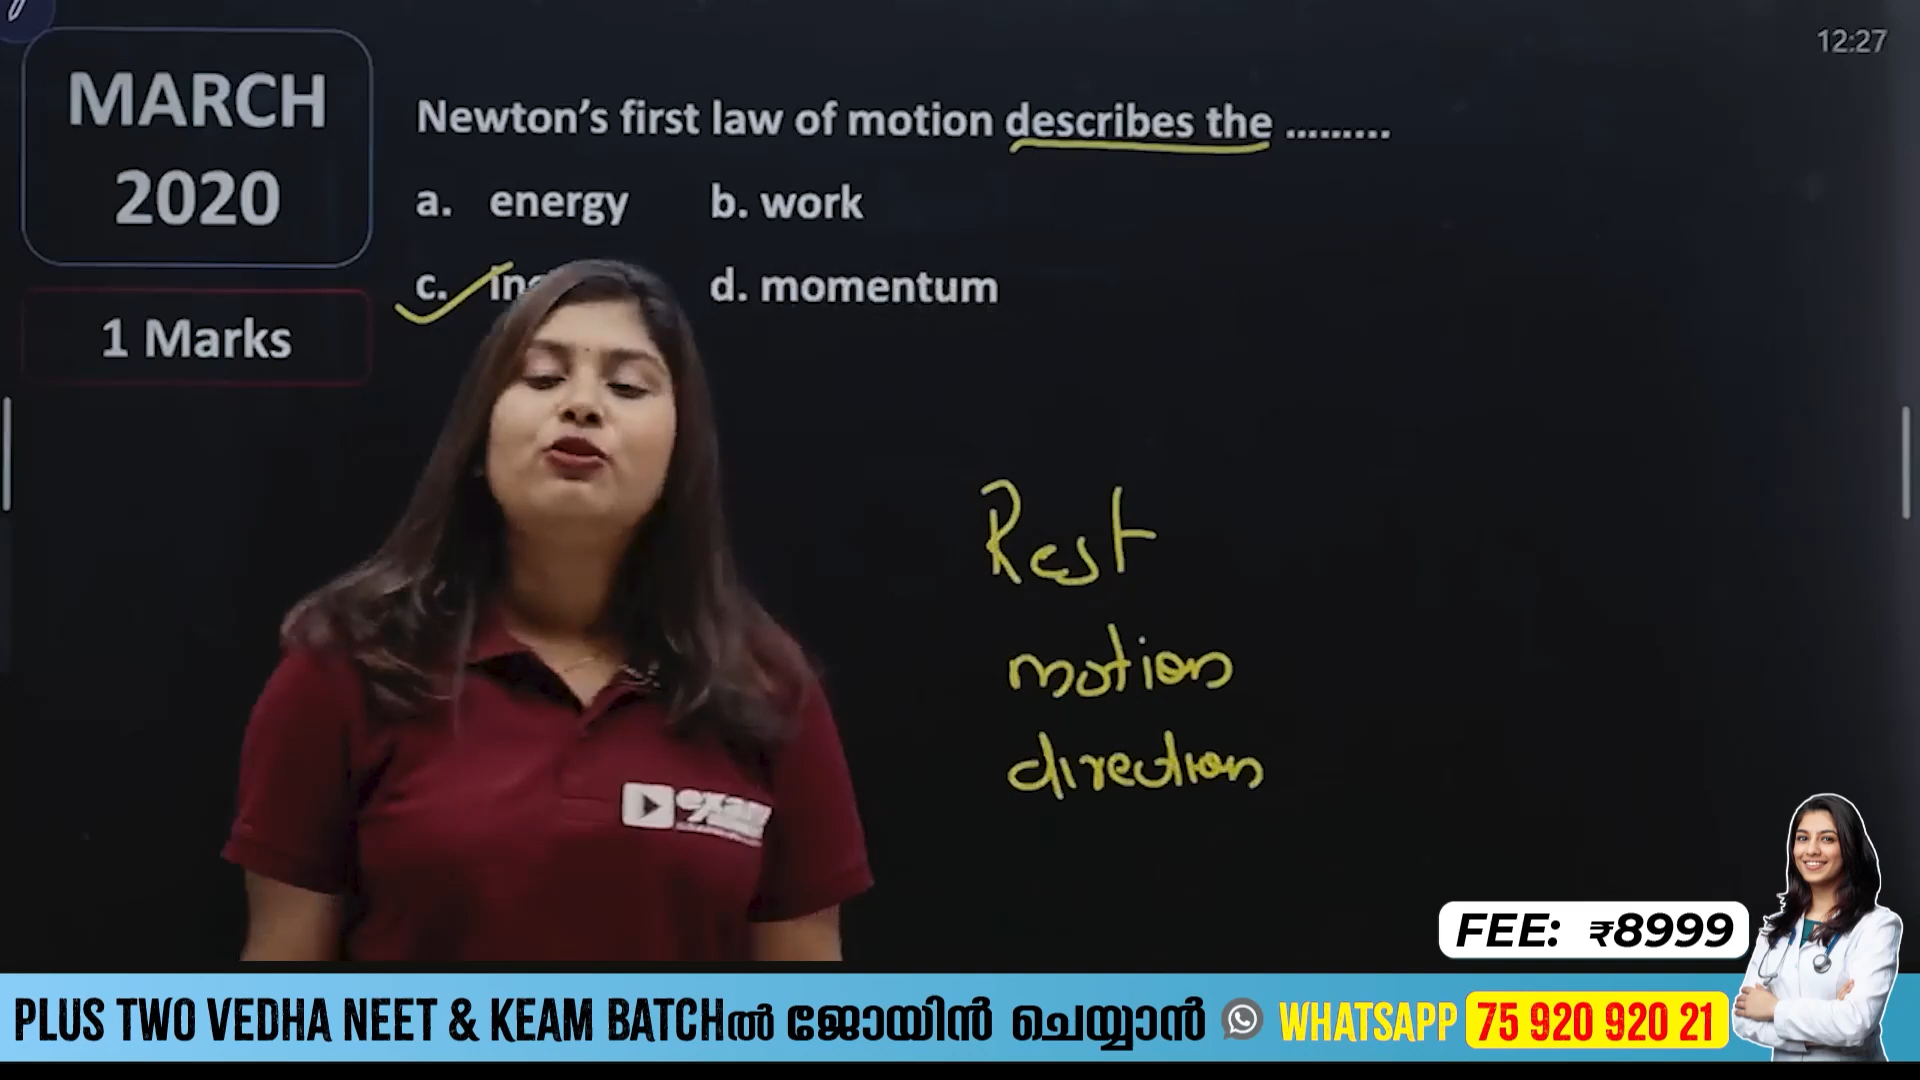 12:27
MARCH
2020
1 Marks
Newton's first law of motion describes the .........
a. energy b. work
c. d. momentum
Rest
motion
direction
exam
FEE: ₹8999
PLUS TWO VEDHA NEET & KEAM BATCHൽ ജോയിൻ ചെയ്യാൻ WHATSAPP 75 920 920 21